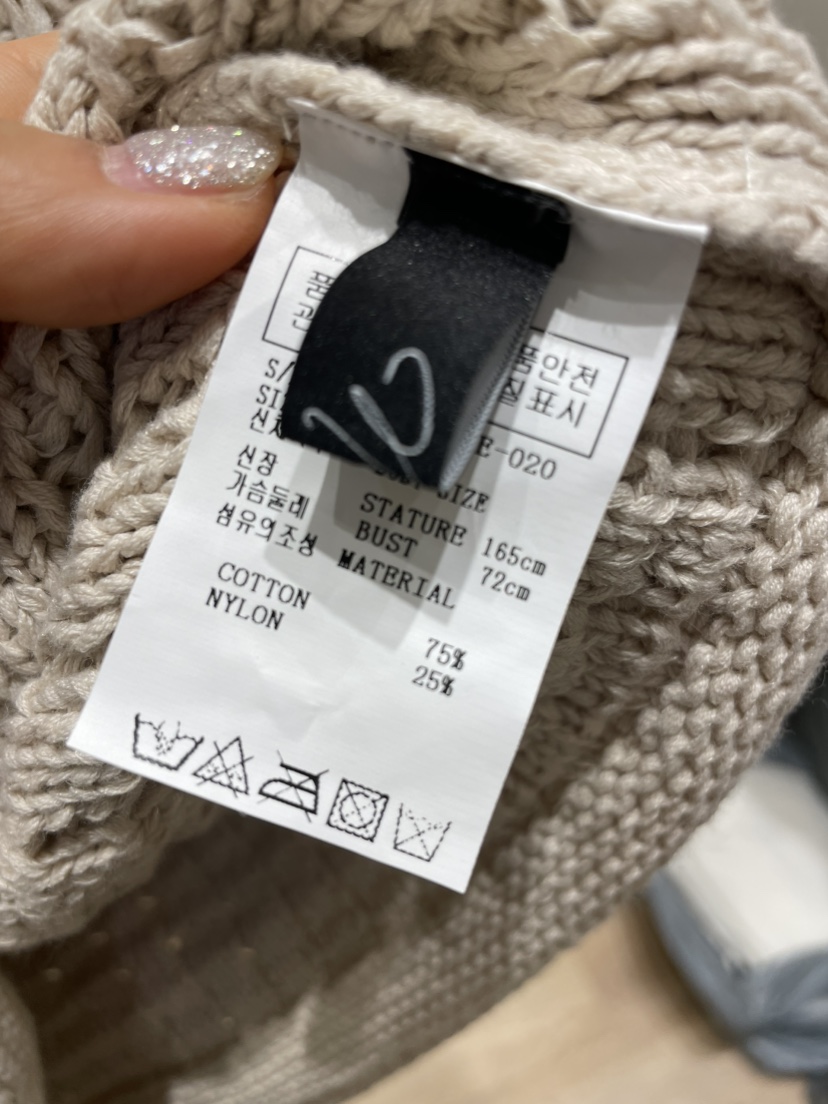 품안전
질표시
E-020
SIZE
신장 STATURE 165cm
가슴둘레 BUST 72cm
섬유의조성 MATERIAL
COTTON 75%
NYLON 25%